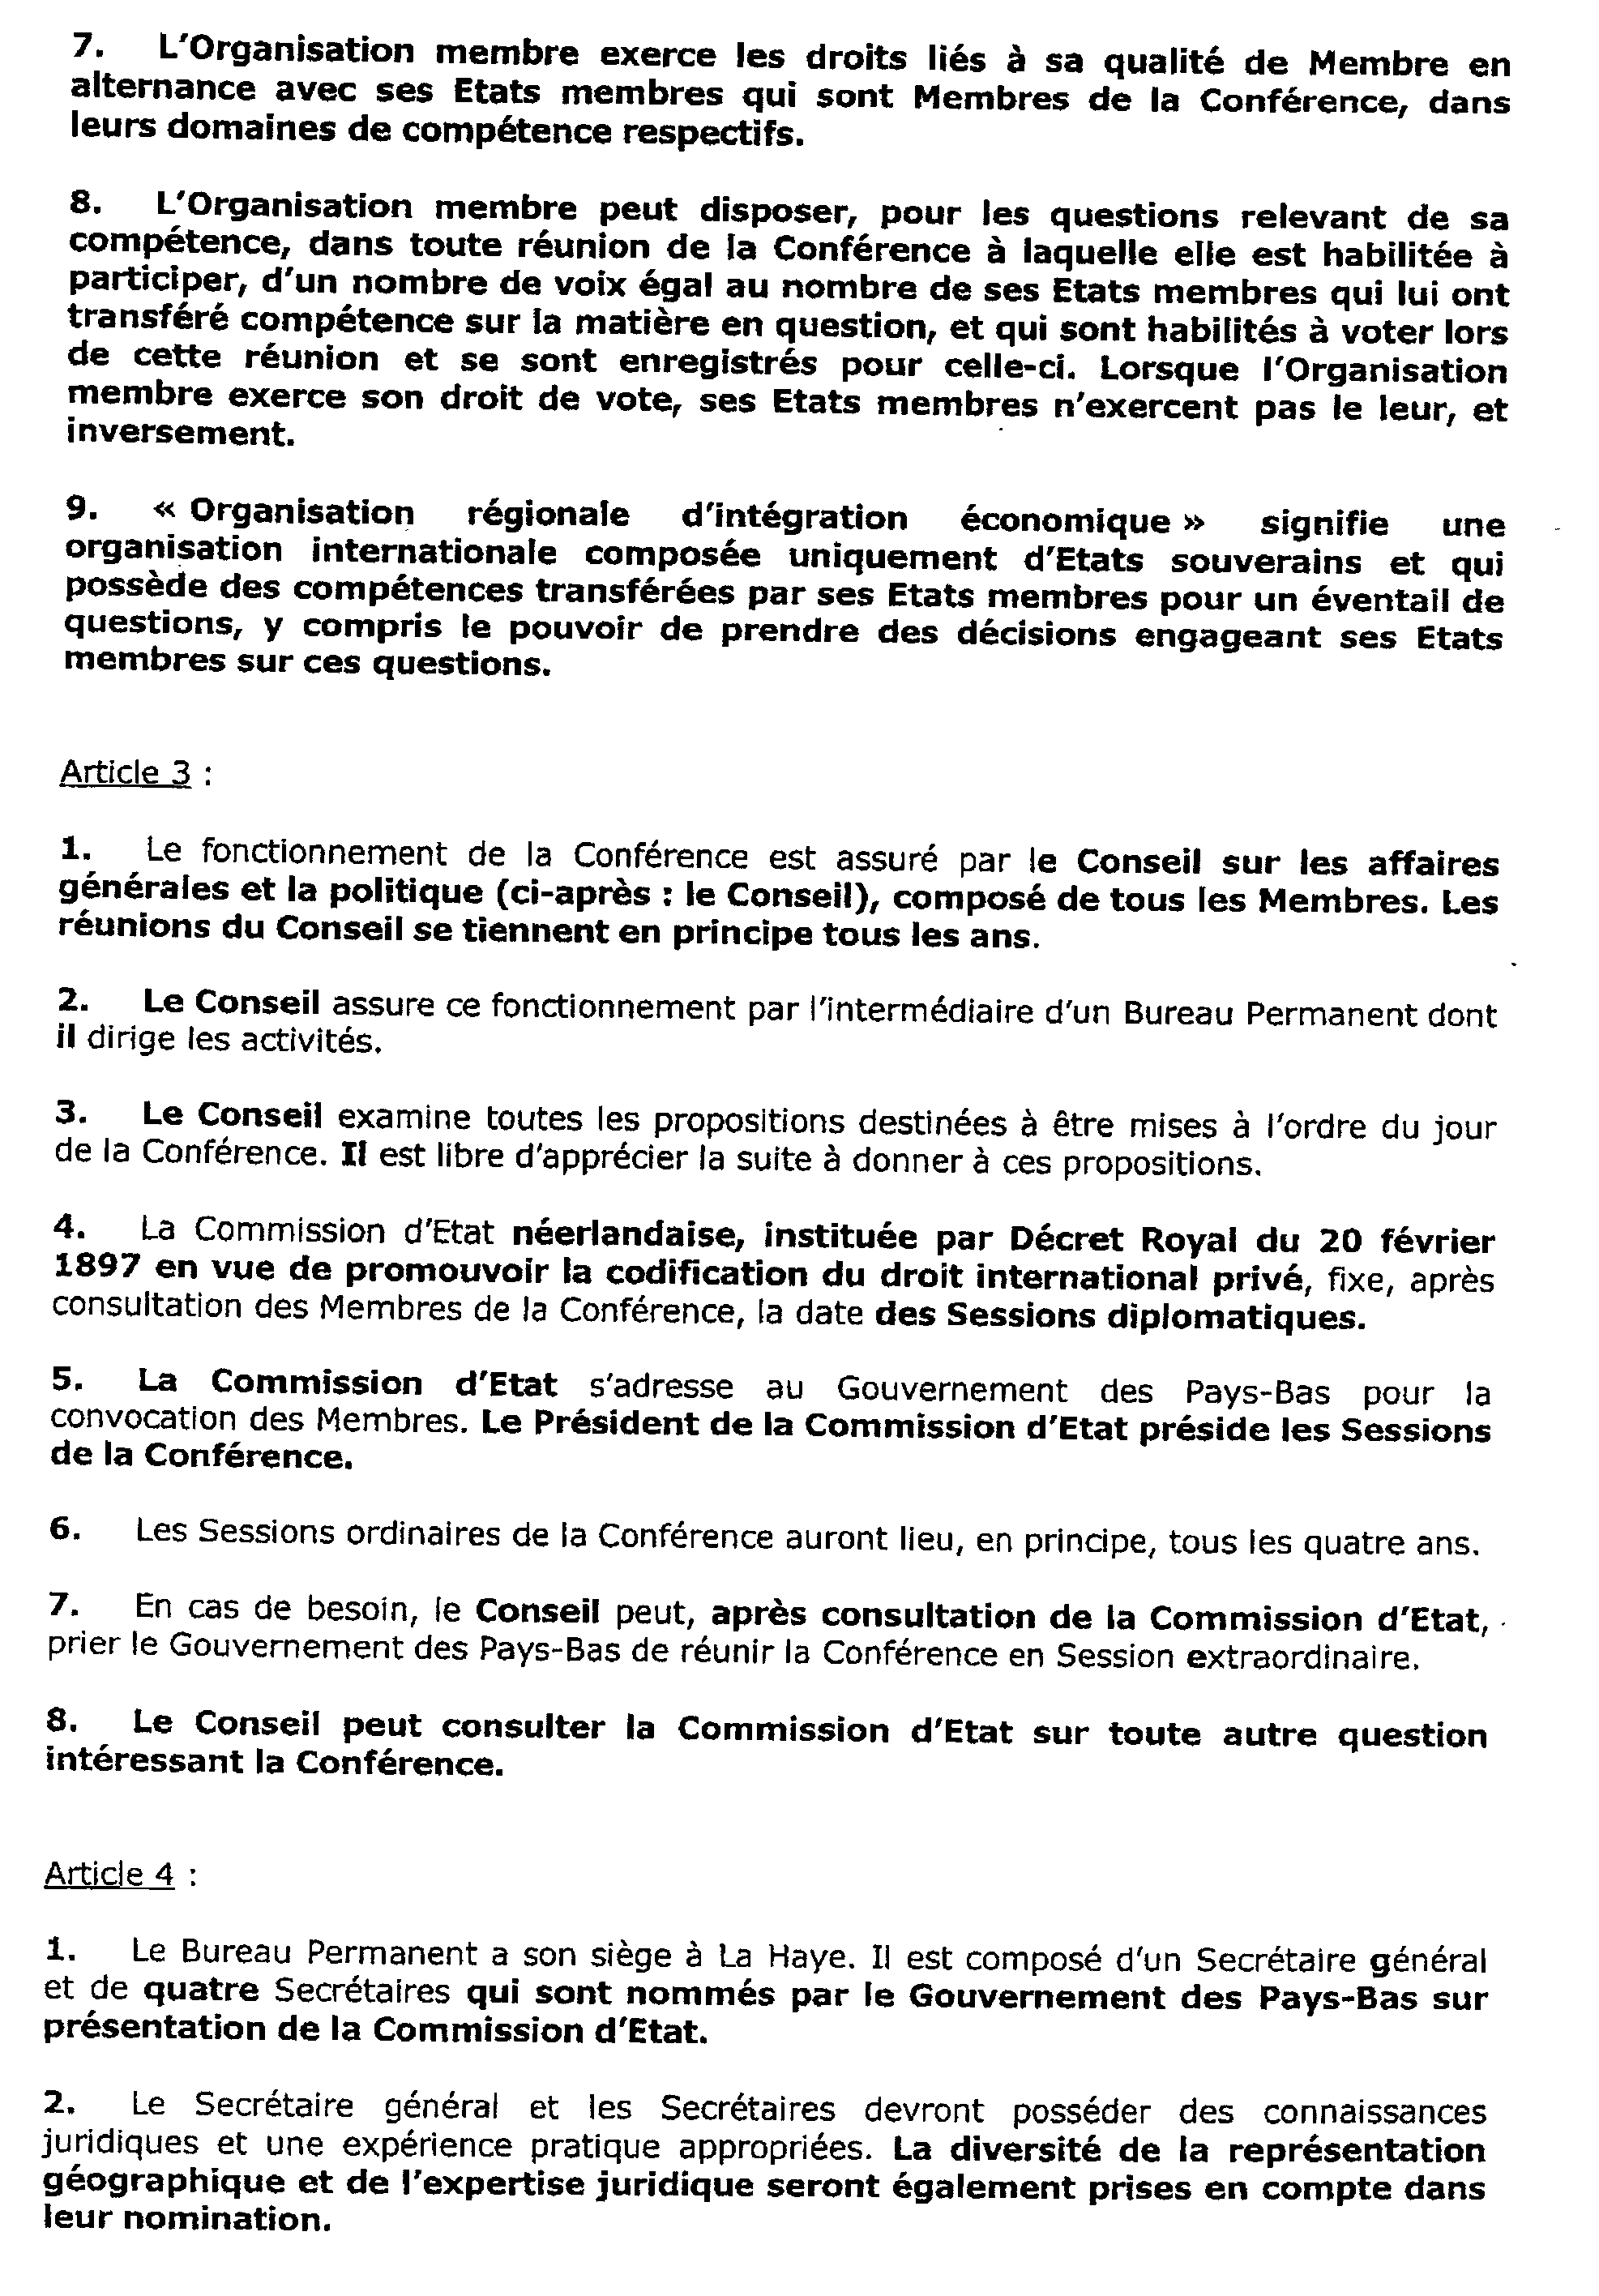 7. L'Organisation membre exerce les droits liés à sa qualité de Membre en
alternance avec ses Etats membres qui sont Membres de la Conférence, dans
leurs domaines de compétence respectifs.
8. L'Organisation membre peut disposer, pour les questions relevant de sa
compétence, dans toute réunion de la Conférence à laquelle elle est habilitée à
participer, d'un nombre de voix égal au nombre de ses Etats membres qui lui ont
transféré compétence sur la matière en question, et qui sont habilités à voter lors
de cette réunion et se sont enregistrés pour celle-ci. Lorsque l'Organisation
membre exerce son droit de vote, ses Etats membres n'exercent pas le leur, et
inversement.
9. « Organisation régionale d'intégration économique » signifie une
organisation internationale composée uniquement d'Etats souverains et qui
possède des compétences transférées par ses Etats membres pour un éventail de
questions, y compris le pouvoir de prendre des décisions engageant ses Etats
membres sur ces questions.
Article 3 :
1. Le fonctionnement de la Conférence est assuré par le Conseil sur les affaires
générales et la politique (ci-après : le Conseil), composé de tous les Membres. Les
réunions du Conseil se tiennent en principe tous les ans.
2. Le Conseil assure ce fonctionnement par l'intermédiaire d'un Bureau Permanent dont
il dirige les activités.
3. Le Conseil examine toutes les propositions destinées à être mises à l'ordre du jour
de la Conférence. Il est libre d'apprécier la suite à donner à ces propositions.
4. La Commission d'Etat néerlandaise, instituée par Décret Royal du 20 février
1897 en vue de promouvoir la codification du droit international privé, fixe, après
consultation des Membres de la Conférence, la date des Sessions diplomatiques.
5. La Commission d'Etat s'adresse au Gouvernement des Pays-Bas pour la
convocation des Membres. Le Président de la Commission d'Etat préside les Sessions
de la Conférence.
6. Les Sessions ordinaires de la Conférence auront lieu, en principe, tous les quatre ans.
7. En cas de besoin, le Conseil peut, après consultation de la Commission d'Etat,
prier le Gouvernement des Pays-Bas de réunir la Conférence en Session extraordinaire.
8. Le Conseil peut consulter la Commission d'Etat sur toute autre question
intéressant la Conférence.
Article 4 :
1. Le Bureau Permanent a son siège à La Haye. Il est composé d'un Secrétaire général
et de quatre Secrétaires qui sont nommés par le Gouvernement des Pays-Bas sur
présentation de la Commission d'Etat.
2. Le Secrétaire général et les Secrétaires devront posséder des connaissances
juridiques et une expérience pratique appropriées. La diversité de la représentation
géographique et de l'expertise juridique seront également prises en compte dans
leur nomination.